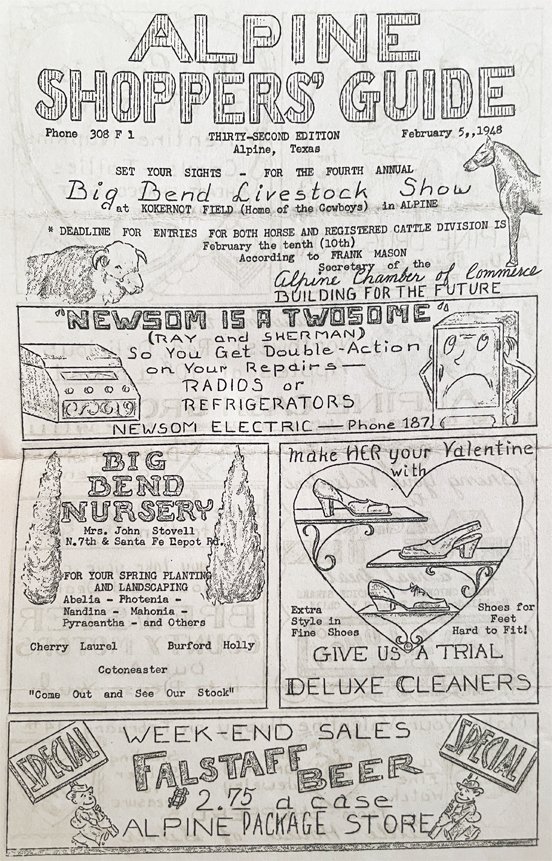 ALPINE
SHOPPERS' GUIDE
Phone 308 F 1 THIRTY-SECOND EDITION February 5,,1948
Alpine, Texas
SET YOUR SIGHTS - FOR THE FOURTH ANNUAL
Big Bend Livestock Show
at KOKERNOT FIELD (Home of the Cowboys) in ALPINE
* DEADLINE FOR ENTRIES FOR BOTH HORSE AND REGISTERED CATTLE DIVISION IS
February the tenth (10th)
According to FRANK MASON
Secretary of the
Alpine Chamber of Commerce
BUILDING FOR THE FUTURE
"NEWSOM IS A TWOSOME"
(RAY and SHERMAN)
So You Get Double-Action
on Your Repairs—
RADIOS or
REFRIGERATORS
NEWSOM ELECTRIC — Phone 187
BIG
BEND
NURSERY
Mrs. John Stovell
N.7th & Santa Fe Depot Rd.
FOR YOUR SPRING PLANTING
AND LANDSCAPING
Abelia - Photenia -
Nandina - Mahonia -
Pyracantha - and Others
Cherry Laurel Burford Holly
Cotoneaster
"Come Out and See Our Stock"
Make HER your Valentine
with
Extra
Style in
Fine Shoes
Shoes for
Feet
Hard to Fit!
GIVE US A TRIAL
DELUXE CLEANERS
SPECIAL
WEEK-END SALES
FALSTAFF BEER
$2.75 a case
ALPINE PACKAGE STORE
SPECIAL